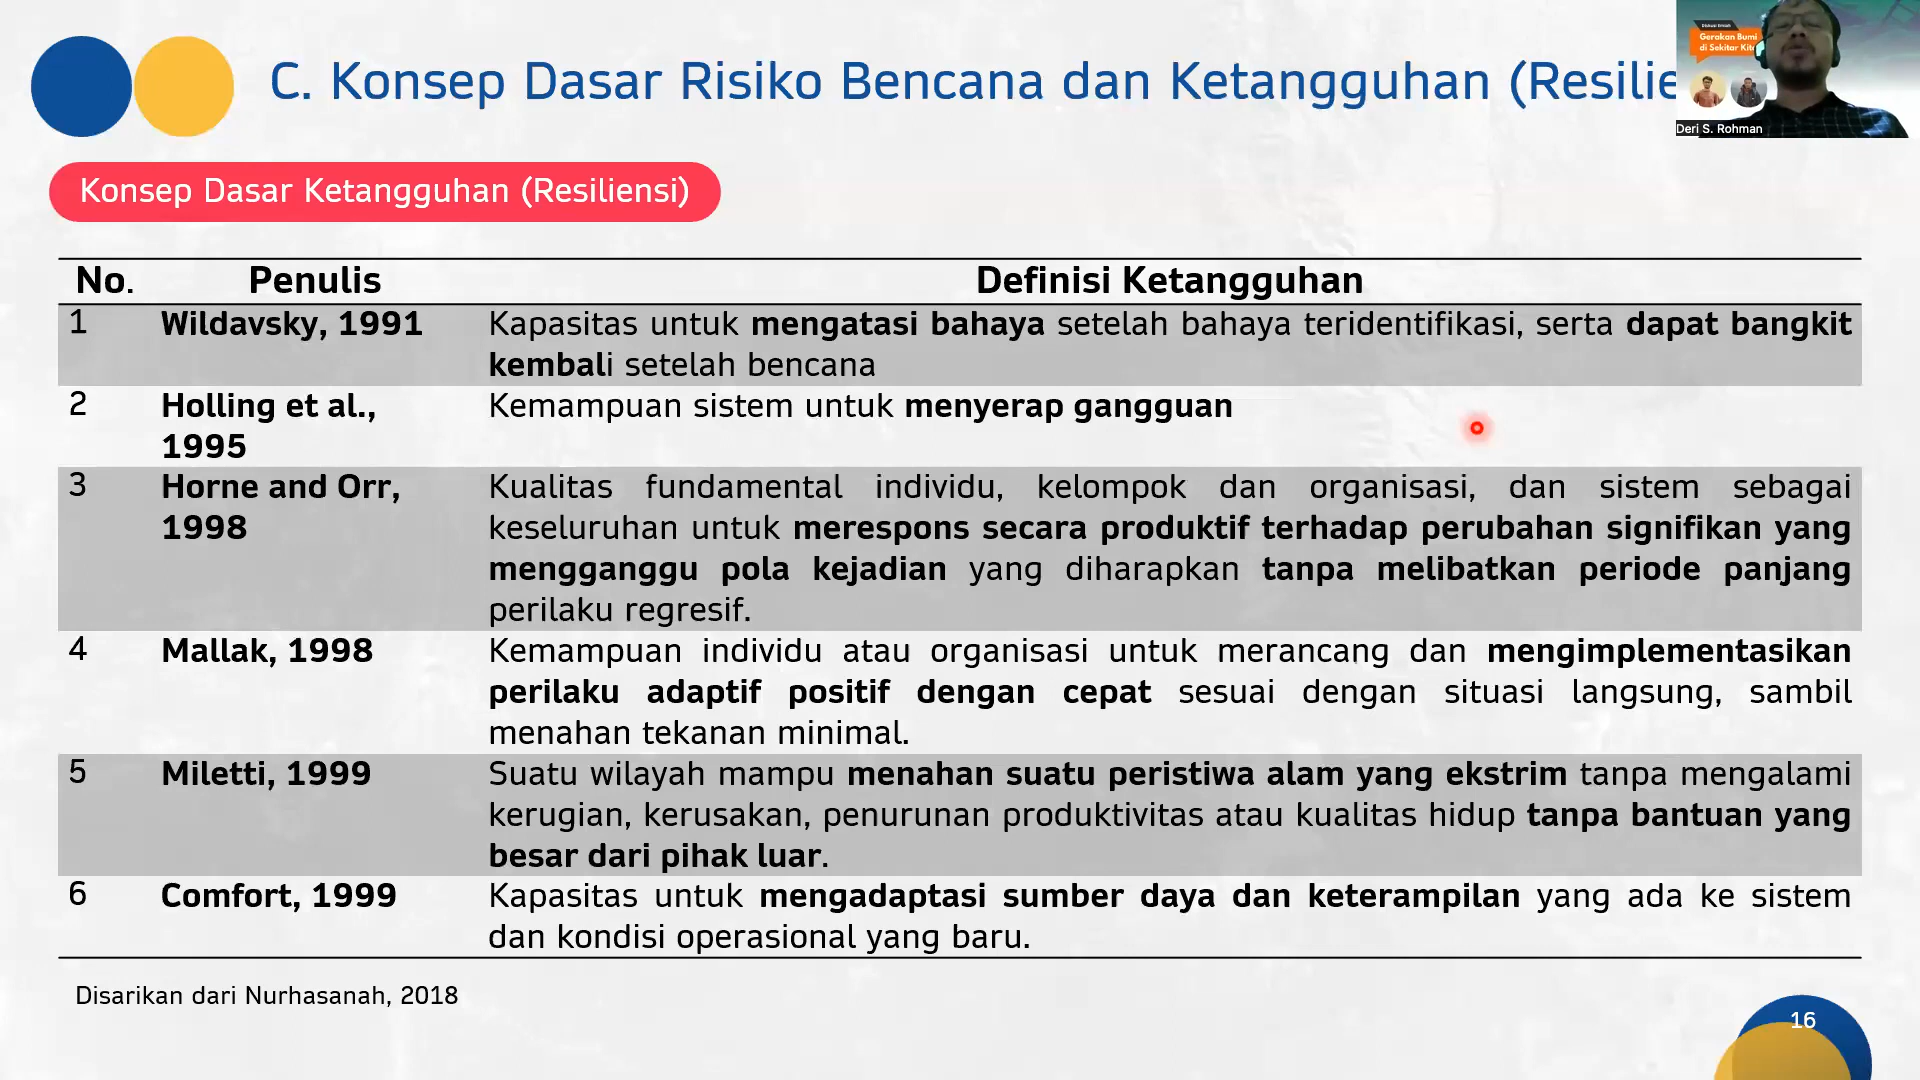 C. Konsep Dasar Risiko Bencana dan Ketangguhan (Resilie
Diskusi Ilmiah
Gerakan Bumi
di Sekitar Kit
Deri S. Rohman
Konsep Dasar Ketangguhan (Resiliensi)
No. Penulis Definisi Ketangguhan
1 Wildavsky, 1991 Kapasitas untuk mengatasi bahaya setelah bahaya teridentifikasi, serta dapat bangkit
kembali setelah bencana
2 Holling et al., Kemampuan sistem untuk menyerap gangguan
1995
3 Horne and Orr, Kualitas fundamental individu, kelompok dan organisasi, dan sistem sebagai
1998 keseluruhan untuk merespons secara produktif terhadap perubahan signifikan yang
mengganggu pola kejadian yang diharapkan tanpa melibatkan periode panjang
perilaku regresif.
4 Mallak, 1998 Kemampuan individu atau organisasi untuk merancang dan mengimplementasikan
perilaku adaptif positif dengan cepat sesuai dengan situasi langsung, sambil
menahan tekanan minimal.
5 Miletti, 1999 Suatu wilayah mampu menahan suatu peristiwa alam yang ekstrim tanpa mengalami
kerugian, kerusakan, penurunan produktivitas atau kualitas hidup tanpa bantuan yang
besar dari pihak luar.
6 Comfort, 1999 Kapasitas untuk mengadaptasi sumber daya dan keterampilan yang ada ke sistem
dan kondisi operasional yang baru.
Disarikan dari Nurhasanah, 2018
16